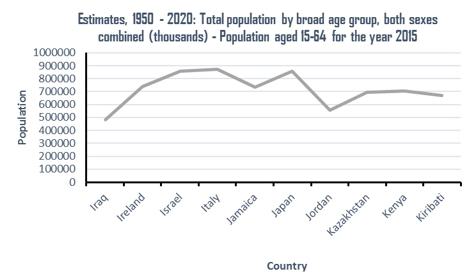 Estimates, 1950 - 2020: Total population by broad age group, both sexes
combined (thousands) - Population aged 15-64 for the year 2015
Population
1000000
900000
800000
700000
600000
500000
400000
300000
200000
100000
0
Iraq
Ireland
Israel
Italy
Jamaica
Japan
Jordan
Kazakhstan
Kenya
Kiribati
Country